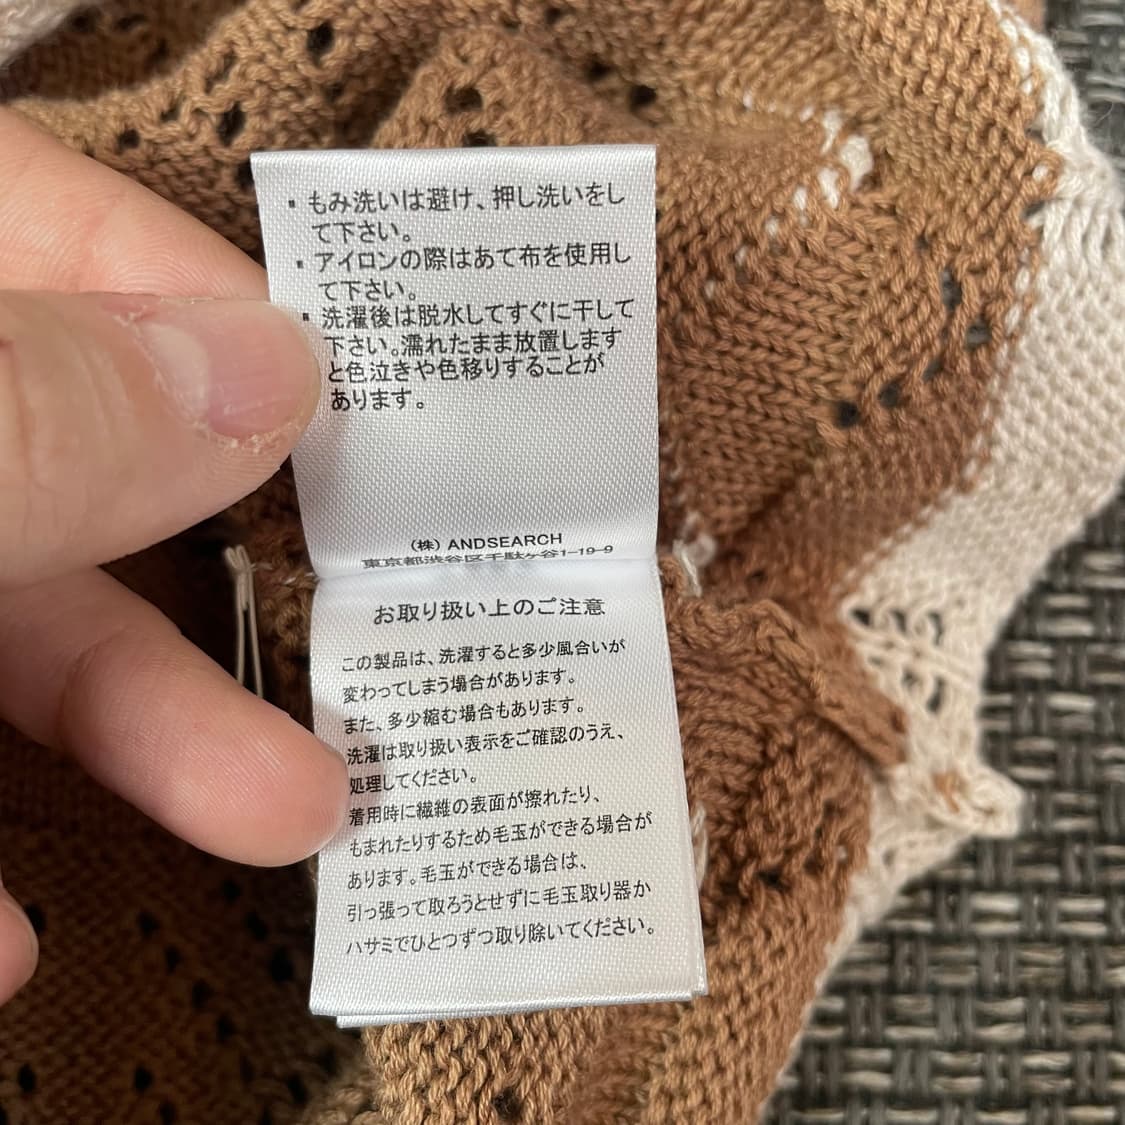 ▪ もみ洗いは避け、押し洗いをし
て下さい。
▪ アイロンの際はあて布を使用し
て下さい。
▪ 洗濯後は脱水してすぐに干して
下さい。濡れたまま放置します
と色泣きや色移りすることが
あります。
(株) ANDSEARCH
東京都渋谷区千駄ヶ谷1-19-9
お取り扱い上のご注意
この製品は、洗濯すると多少風合いが
変わってしまう場合があります。
また、多少縮む場合もあります。
洗濯は取り扱い表示をご確認のうえ、
処理してください。
着用時に繊維の表面が擦れたり、
もまれたりするため毛玉ができる場合が
あります。毛玉ができる場合は、
引っ張って取ろうとせずに毛玉取り器か
ハサミでひとつずつ取り除いてください。